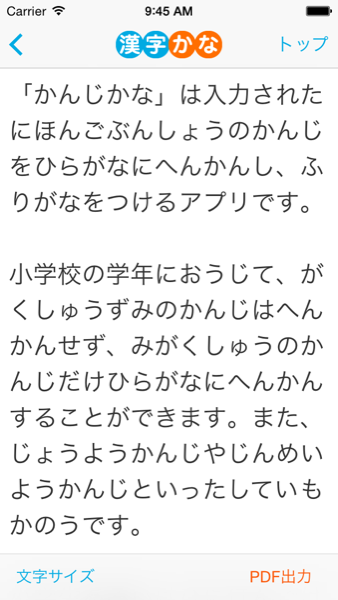 Carrier 9:45 AM
漢字かな トップ
「かんじかな」は入力された
にほんごぶんしょうのかんじ
をひらがなにへんかんし、ふ
りがなをつけるアプリです。
小学校の学年におうじて、が
くしゅうずみのかんじはへん
かんせず、みがくしゅうのか
んじだけひらがなにへんかん
することができます。また、
じょうようかんじやじんめい
ようかんじといったしていも
かのうです。
文字サイズ PDF出力